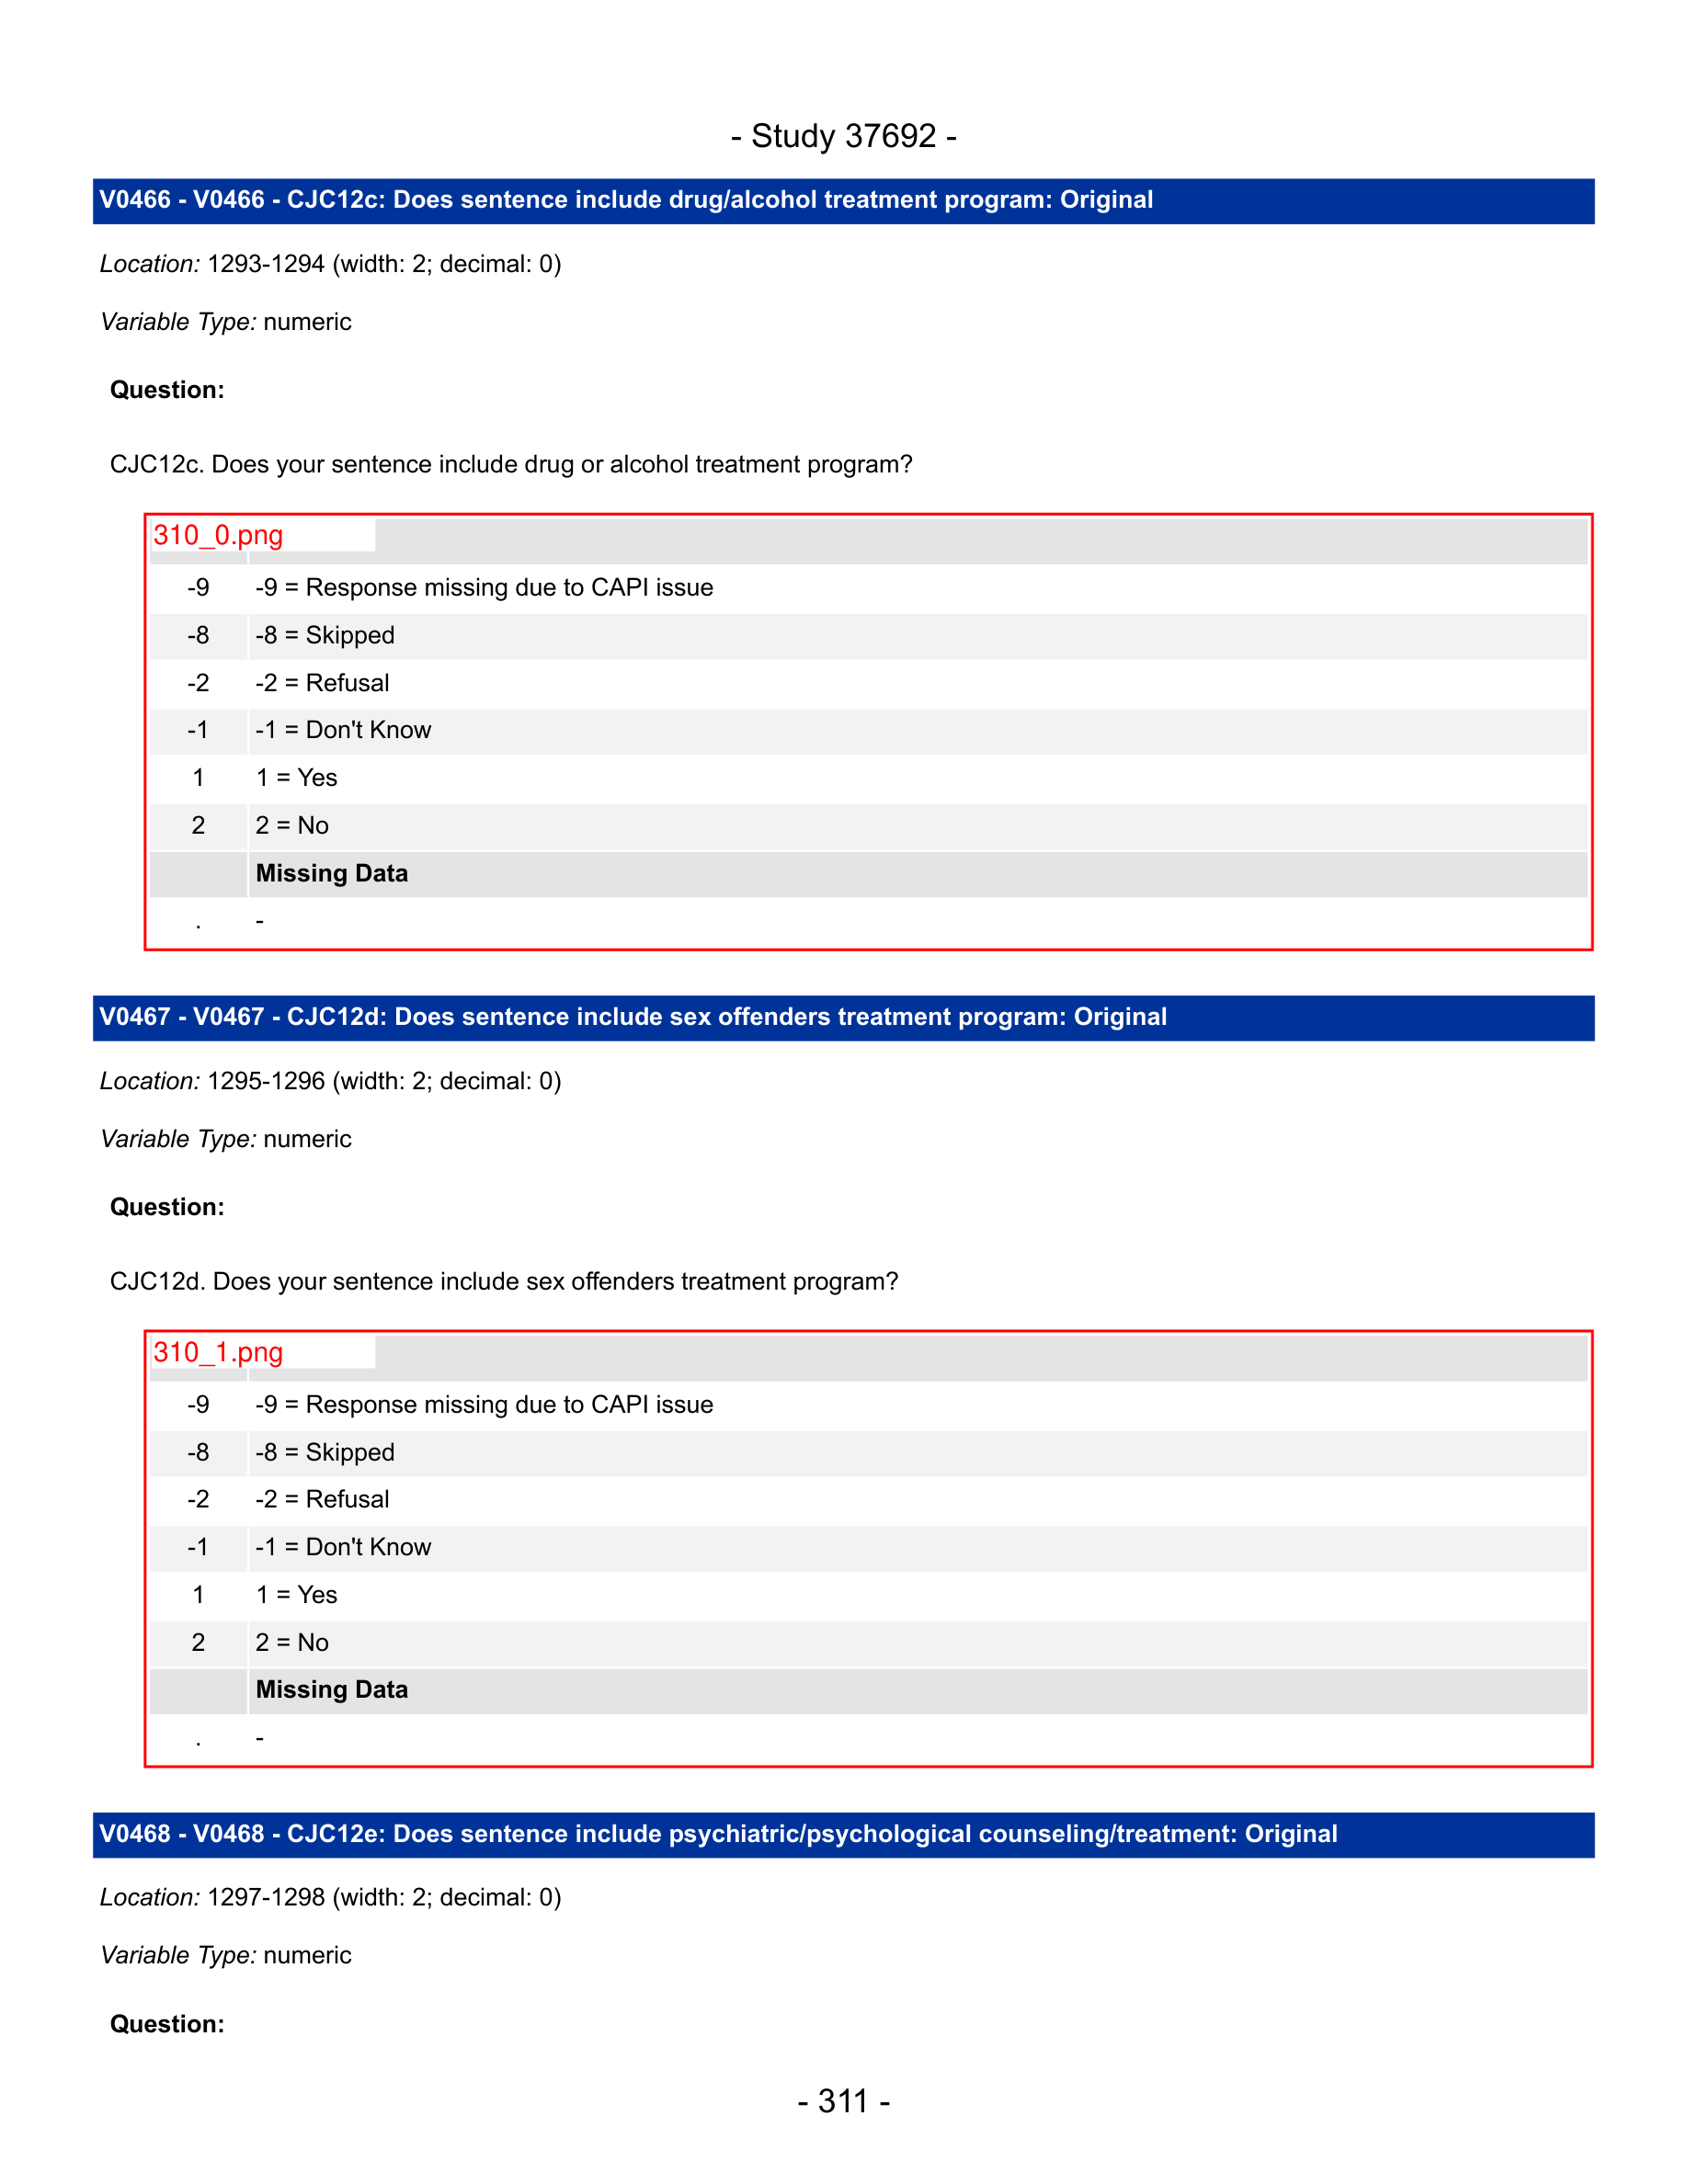 - Study 37692 -
V0466 - V0466 - CJC12c: Does sentence include drug/alcohol treatment program: Original
Location: 1293-1294 (width: 2; decimal: 0)
Variable Type: numeric
Question:
CJC12c. Does your sentence include drug or alcohol treatment program?
310_0.png
-9 -9 = Response missing due to CAPI issue
-8 -8 = Skipped
-2 -2 = Refusal
-1 -1 = Don't Know
1 1 = Yes
2 2 = No
Missing Data
. -
V0467 - V0467 - CJC12d: Does sentence include sex offenders treatment program: Original
Location: 1295-1296 (width: 2; decimal: 0)
Variable Type: numeric
Question:
CJC12d. Does your sentence include sex offenders treatment program?
310_1.png
-9 -9 = Response missing due to CAPI issue
-8 -8 = Skipped
-2 -2 = Refusal
-1 -1 = Don't Know
1 1 = Yes
2 2 = No
Missing Data
. -
V0468 - V0468 - CJC12e: Does sentence include psychiatric/psychological counseling/treatment: Original
Location: 1297-1298 (width: 2; decimal: 0)
Variable Type: numeric
Question:
- 311 -